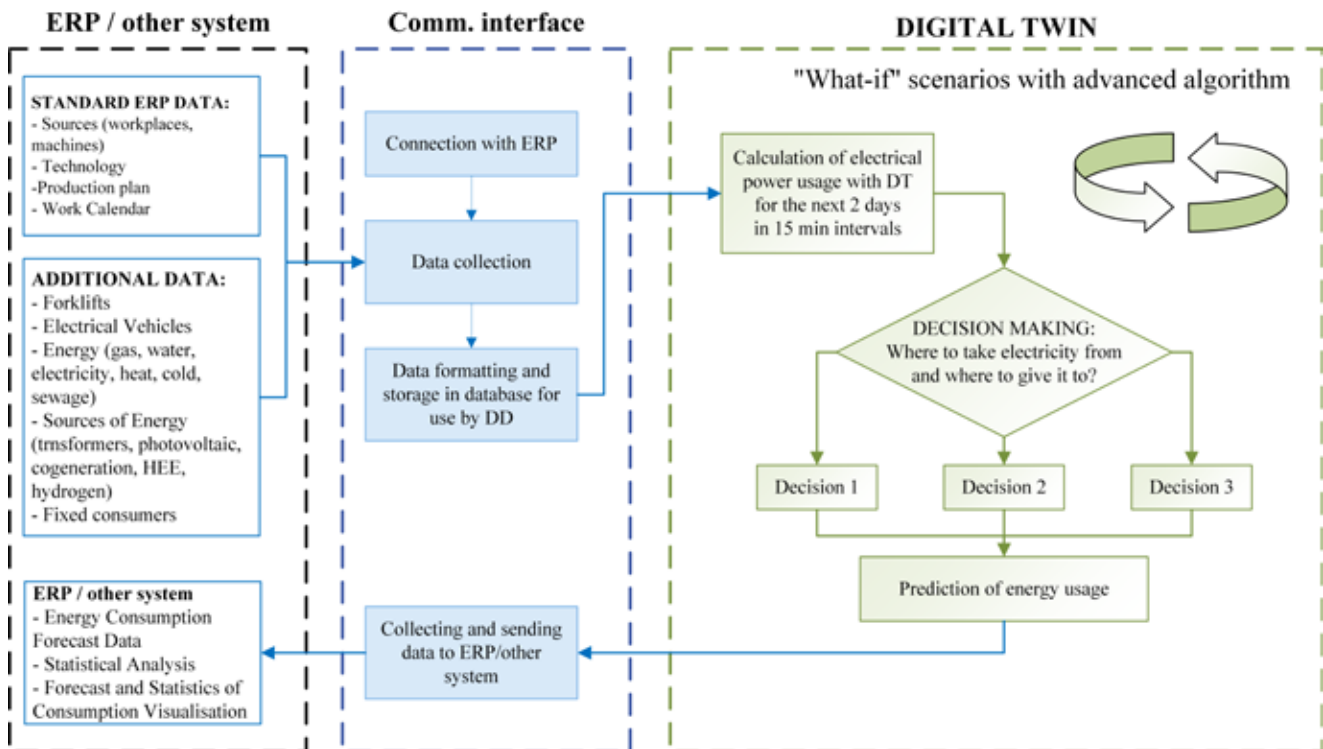 ERP / other system
STANDARD ERP DATA:
- Sources (workplaces,
machines)
- Technology
-Production plan
- Work Calendar
ADDITIONAL DATA:
- Forklifts
- Electrical Vehicles
- Energy (gas, water,
electricity, heat, cold,
sewage)
- Sources of Energy
(trnsformers, photovoltaic,
cogeneration, HEE,
hydrogen)
- Fixed consumers
ERP / other system
- Energy Consumption
Forecast Data
- Statistical Analysis
- Forecast and Statistics of
Consumption Visualisation
Comm. interface
Connection with ERP
Data collection
Data formatting and
storage in database for
use by DD
Collecting and sending
data to ERP/other
system
DIGITAL TWIN
"What-if" scenarios with advanced algorithm
Calculation of electrical
power usage with DT
for the next 2 days
in 15 min intervals
DECISION MAKING:
Where to take electricity from
and where to give it to?
Decision 1
Decision 2
Decision 3
Prediction of energy usage